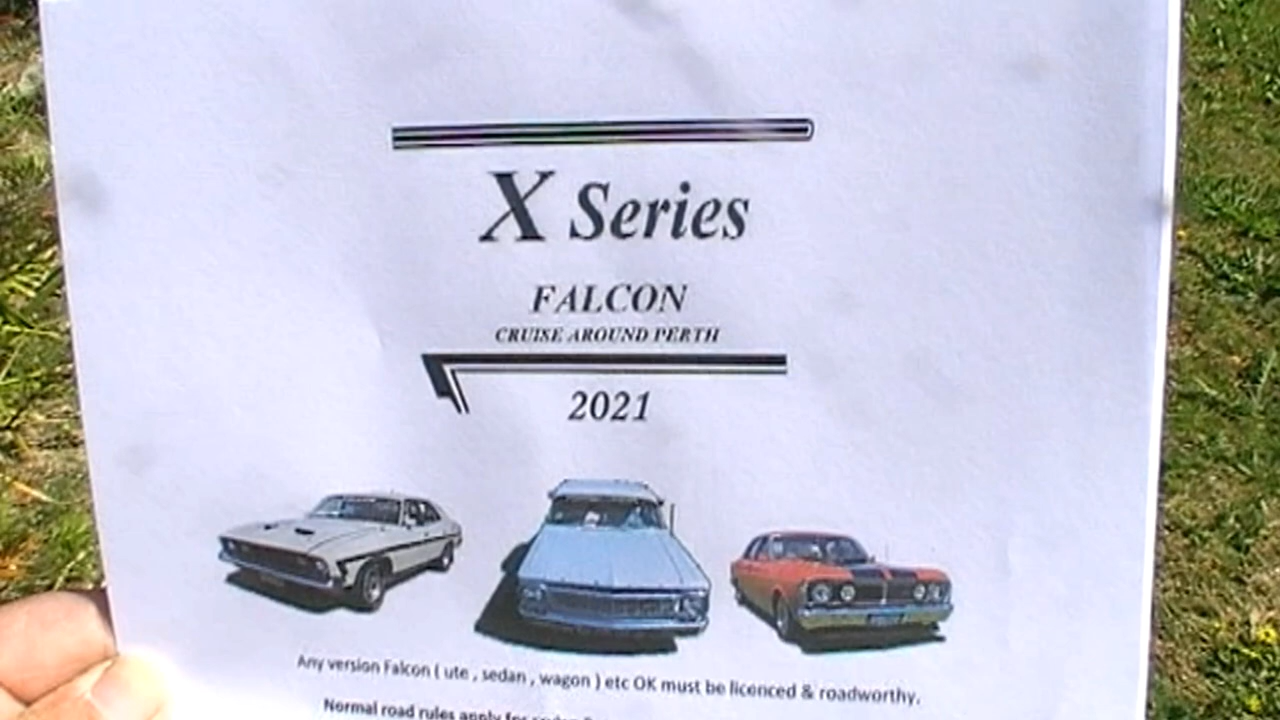 X Series
FALCON
CRUISE AROUND PERTH
2021
Any version Falcon ( ute , sedan , wagon ) etc OK must be licenced & roadworthy.
Normal road rules apply for